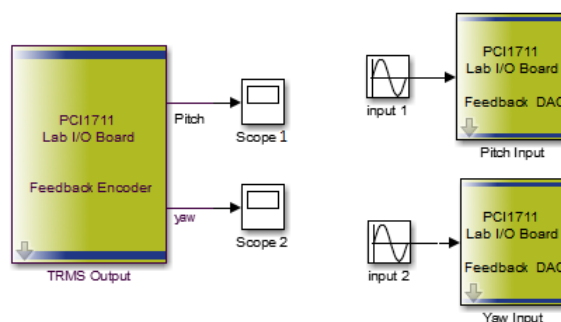 PCI1711
Lab I/O Board
Feedback Encoder
TRMS Output
Pitch
yaw
Scope 1
Scope 2
input 1
PCI1711
Lab I/O Board
Feedback DAC
Pitch Input
input 2
PCI1711
Lab I/O Board
Feedback DAC
Yaw Input